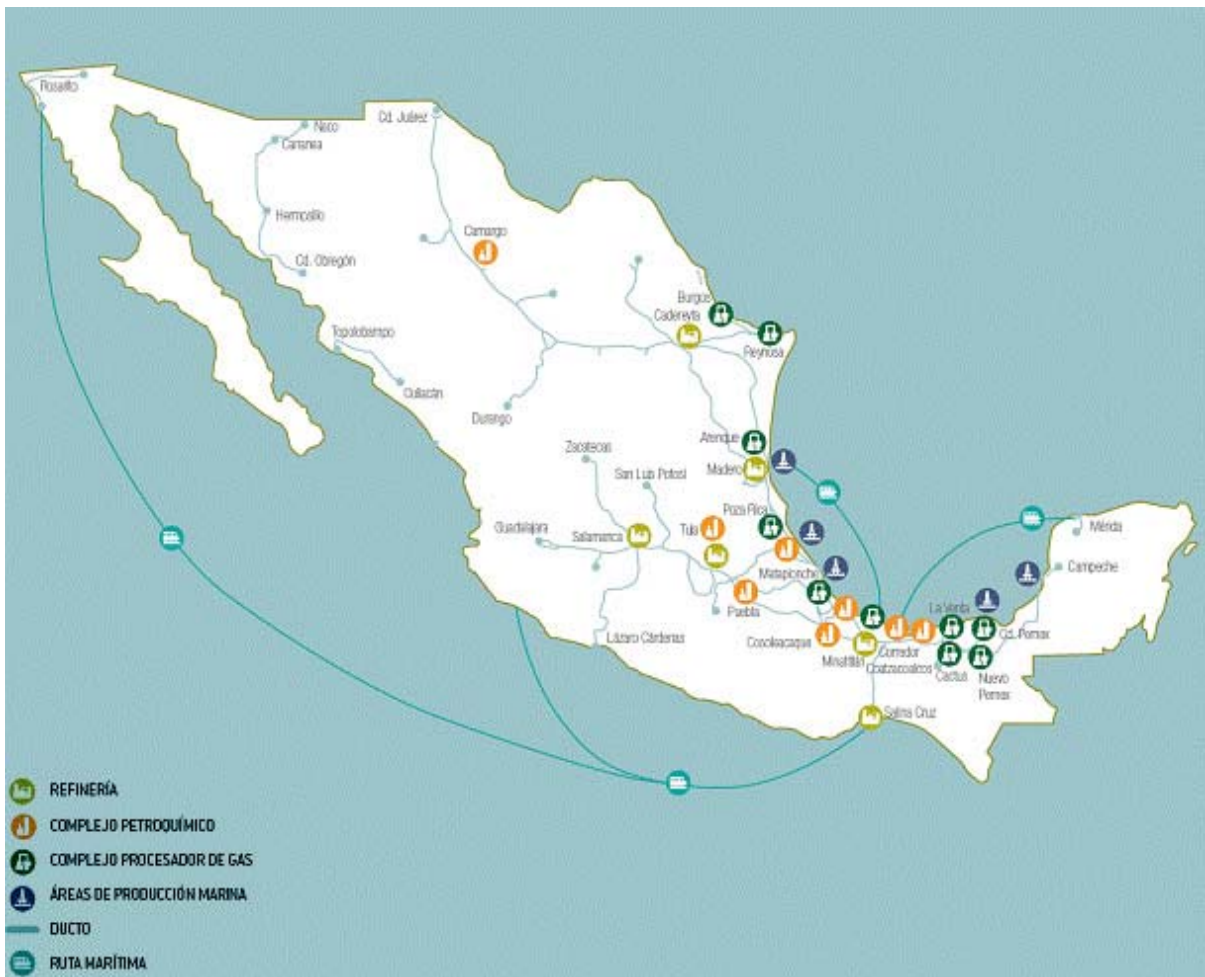 Rosarito
Naco
Cananea
Cd. Juárez
Hermosillo
Camargo
Cd. Obregón
Burgos
Cadereyta
Topolobampo
Reynosa
Culiacán
Durango
Arenque
Zacatecas
Madero
San Luis Potosí
Poza Rica
Guadalajara
Salamanca
Tula
Mérida
Matapionche
Campeche
La Venta
Puebla
Cd. Pemex
Lázaro Cárdenas
Cosoleacaque
Minatitlán
Corredor
Coatzacoalcos
Cactus
Nuevo
Pemex
Salina Cruz
REFINERÍA
COMPLEJO PETROQUÍMICO
COMPLEJO PROCESADOR DE GAS
ÁREAS DE PRODUCCIÓN MARINA
DUCTO
RUTA MARÍTIMA